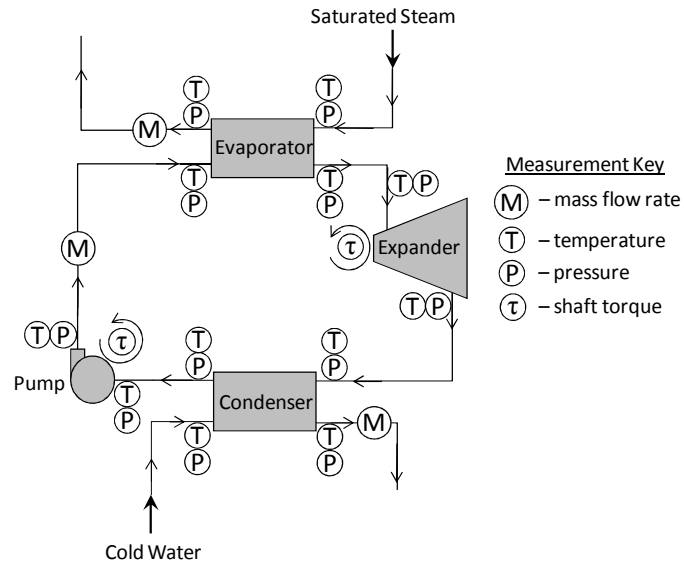 Saturated Steam
T T
P P
M
Evaporator
T T
P P
T P
Measurement Key
M – mass flow rate
T – temperature
P – pressure
τ – shaft torque
τ
Expander
M
T P
T P
τ
T T
P P
Pump
Condenser
T
P
M
T T
P P
Cold Water